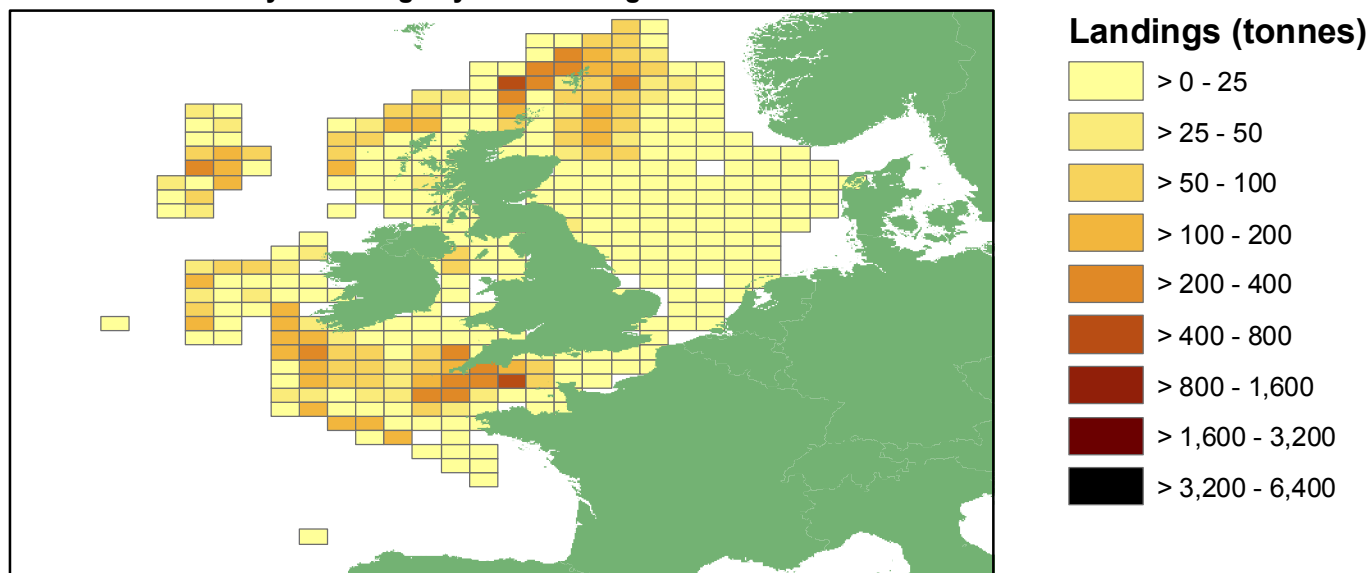 Landings (tonnes)
> 0 - 25
> 25 - 50
> 50 - 100
> 100 - 200
> 200 - 400
> 400 - 800
> 800 - 1,600
> 1,600 - 3,200
> 3,200 - 6,400